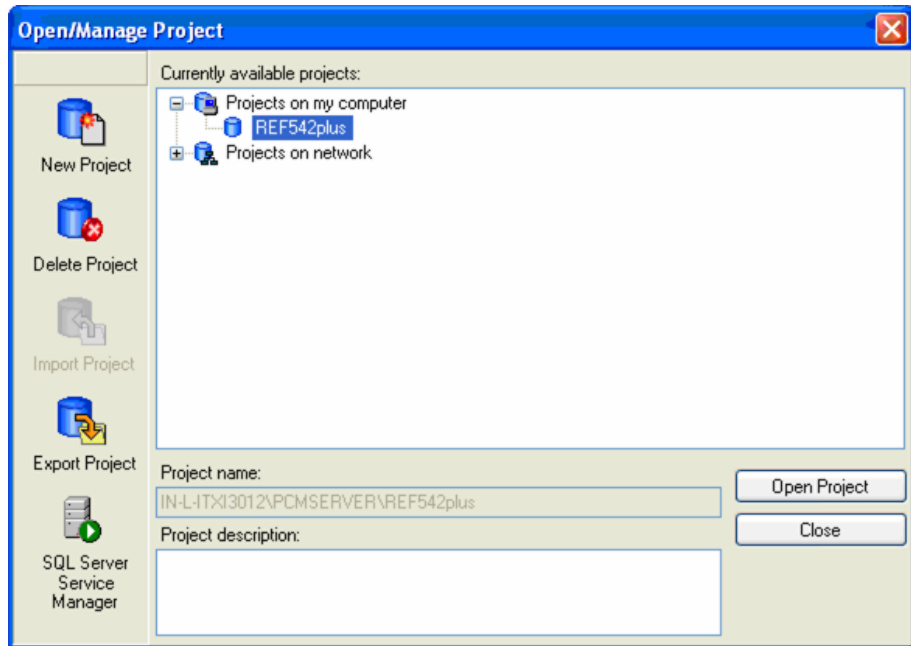 Open/Manage Project
Currently available projects:
Projects on my computer
REF542plus
Projects on network
New Project
Delete Project
Import Project
Export Project
SQL Server
Service
Manager
Project name:
IN-L-ITXI3012\PCMSERVER\REF542plus
Project description:
Open Project
Close